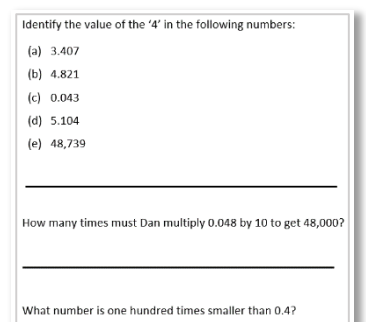 Identify the value of the ‘4’ in the following numbers:
(a) 3.407
(b) 4.821
(c) 0.043
(d) 5.104
(e) 48,739
How many times must Dan multiply 0.048 by 10 to get 48,000?
What number is one hundred times smaller than 0.4?